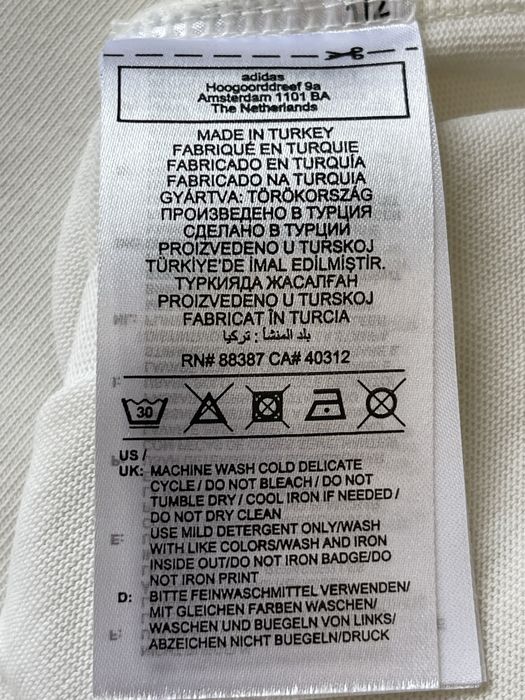 1/2
adidas
Hoogoorddreef 9a
Amsterdam 1101 BA
The Netherlands
MADE IN TURKEY
FABRIQUÉ EN TURQUIE
FABRICADO EN TURQUÍA
FABRICADO NA TURQUIA
GYÁRTVA: TÖRÖKORSZÁG
ПРОИЗВЕДЕНО В ТУРЦИЯ
СДЕЛАНО В ТУРЦИИ
PROIZVEDENO U TURSKOJ
TÜRKİYE'DE İMAL EDİLMİŞTİR.
ТУРКИЯДА ЖАСАЛҒАН
PROIZVEDENO U TURSKOJ
FABRICAT ÎN TURCIA
بلد المنشأ : تركيا
RN# 88387 CA# 40312
30
US /
UK: MACHINE WASH COLD DELICATE
CYCLE / DO NOT BLEACH / DO NOT
TUMBLE DRY / COOL IRON IF NEEDED /
DO NOT DRY CLEAN
USE MILD DETERGENT ONLY/WASH
WITH LIKE COLORS/WASH AND IRON
INSIDE OUT/DO NOT IRON BADGE/DO
NOT IRON PRINT
D: BITTE FEINWASCHMITTEL VERWENDEN/
MIT GLEICHEN FARBEN WASCHEN/
WASCHEN UND BUEGELN VON LINKS/
ABZEICHEN NICHT BUEGELN/DRUCK